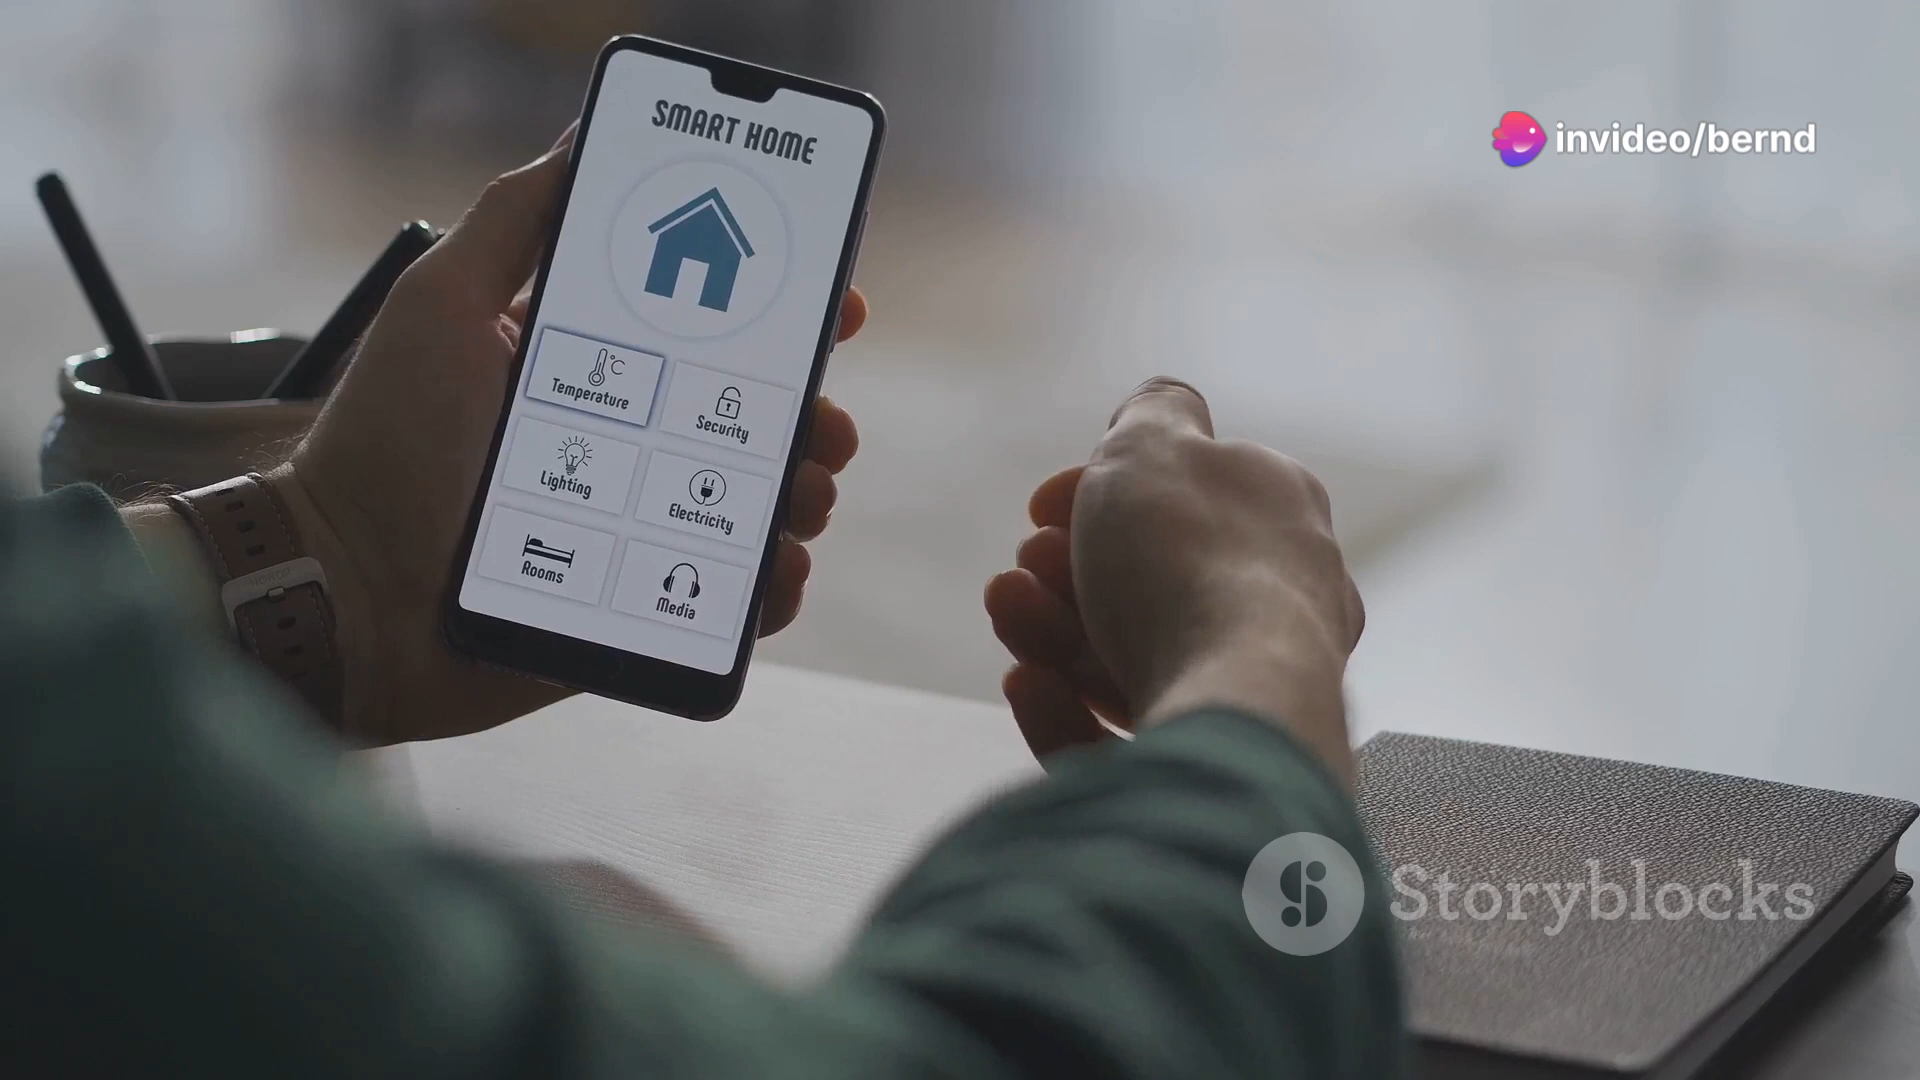 SMART HOME
°C
Temperature
Security
Lighting
Electricity
Rooms
Media
invideo/bernd
Storyblocks